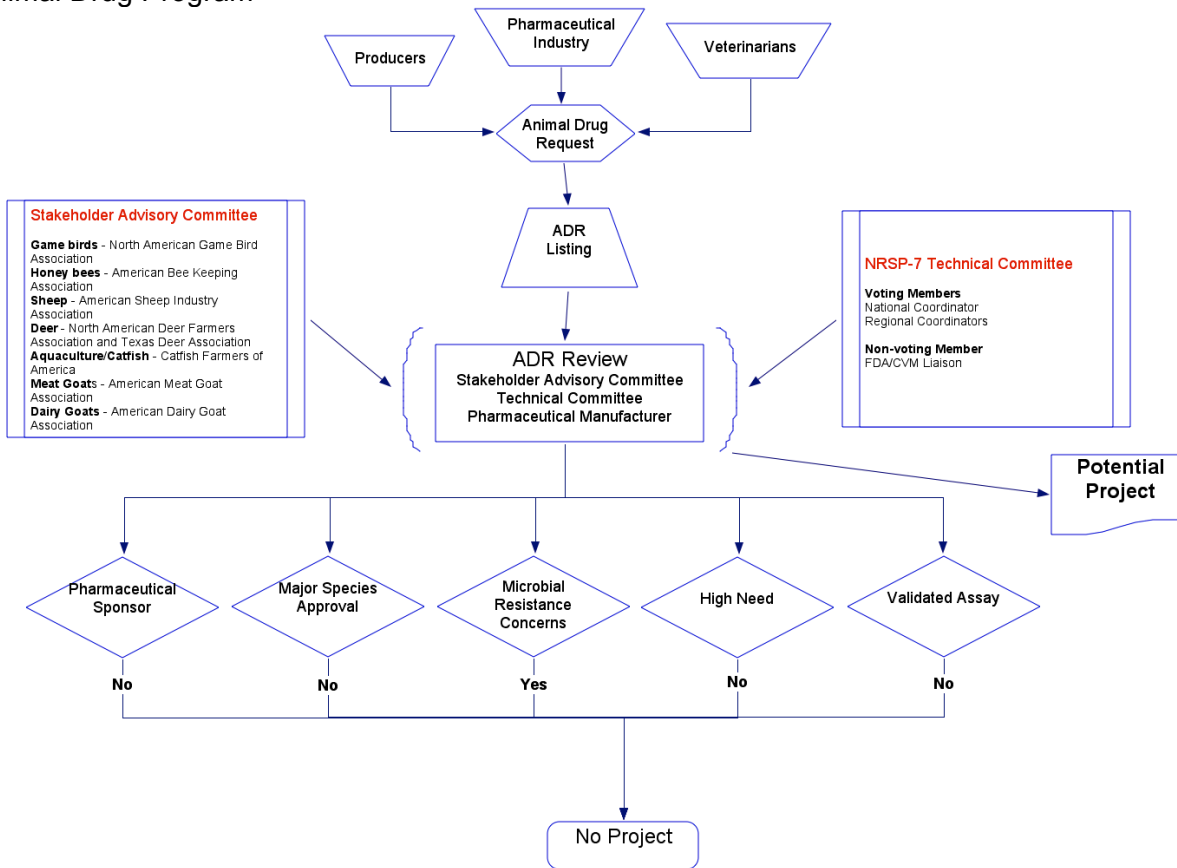 Pharmaceutical
Industry
Producers
Veterinarians
Animal Drug
Request
ADR
Listing
Stakeholder Advisory Committee
Game birds - North American Game Bird
Association
Honey bees - American Bee Keeping
Association
Sheep - American Sheep Industry
Association
Deer - North American Deer Farmers
Association and Texas Deer Association
Aquaculture/Catfish - Catfish Farmers of
America
Meat Goats - American Meat Goat
Association
Dairy Goats - American Dairy Goat
Association
NRSP-7 Technical Committee
Voting Members
National Coordinator
Regional Coordinators
Non-voting Member
FDA/CVM Liaison
ADR Review
Stakeholder Advisory Committee
Technical Committee
Pharmaceutical Manufacturer
Potential
Project
Pharmaceutical
Sponsor
Major Species
Approval
Microbial
Resistance
Concerns
High Need
Validated Assay
No
No
Yes
No
No
No Project